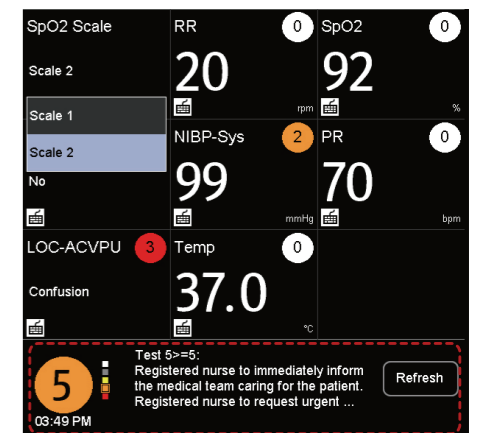 SpO2 Scale
Scale 2
Scale 1
Scale 2
No
RR
0
20
rpm
SpO2
0
92
%
NIBP-Sys
2
99
mmHg
PR
0
70
bpm
LOC-ACVPU
3
Confusion
Temp
0
37.0
°C
5
03:49 PM
Test 5>=5:
Registered nurse to immediately inform
the medical team caring for the patient.
Registered nurse to request urgent ...
Refresh